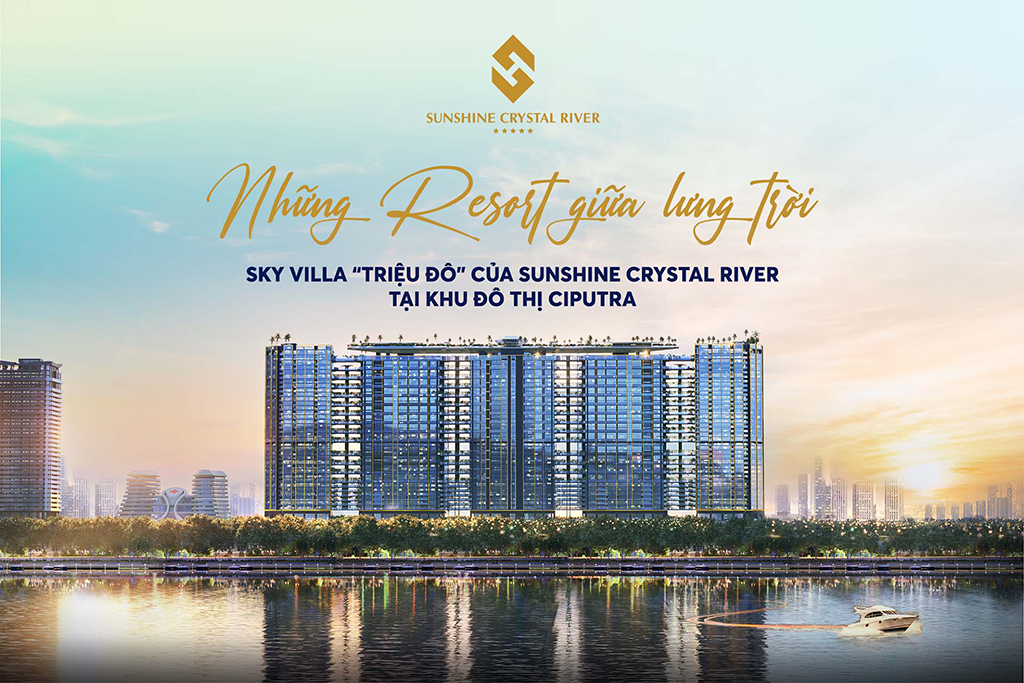 SUNSHINE CRYSTAL RIVER
Những Resort giữa lưng trời
SKY VILLA “TRIỆU ĐÔ” CỦA SUNSHINE CRYSTAL RIVER
TẠI KHU ĐÔ THỊ CIPUTRA